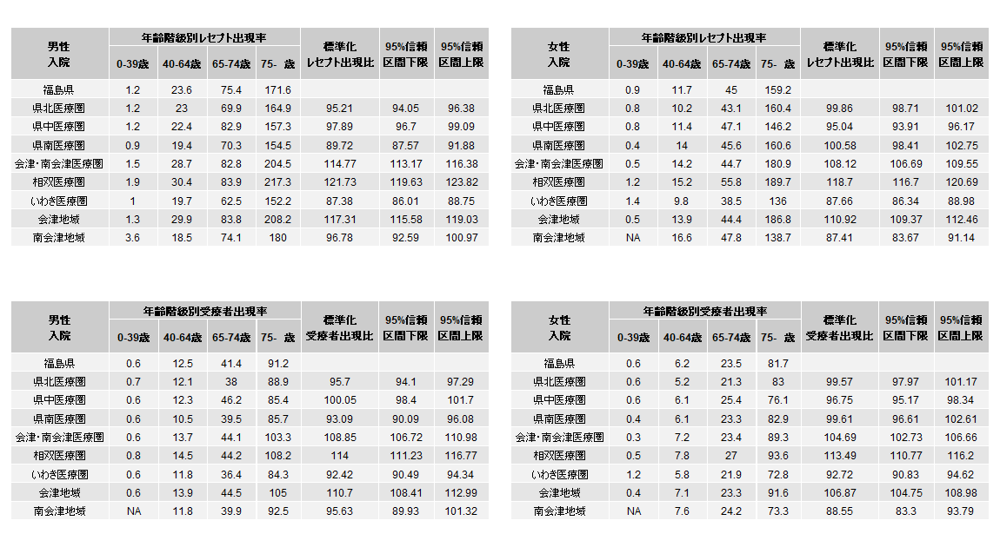 男性 入院 年齢階級別レセプト出現率 標準化 レセプト出現比 95%信頼 区間下限 95%信頼 区間上限
0-39歳 40-64歳 65-74歳 75- 歳
福島県 1.2 23.6 75.4 171.6
県北医療圏 1.2 23 69.9 164.9 95.21 94.05 96.38
県中医療圏 1.2 22.4 82.9 157.3 97.89 96.7 99.09
県南医療圏 0.9 19.4 70.3 154.5 89.72 87.57 91.88
会津・南会津医療圏 1.5 28.7 82.8 204.5 114.77 113.17 116.38
相双医療圏 1.9 30.4 83.9 217.3 121.73 119.63 123.82
いわき医療圏 1 19.7 62.5 152.2 87.38 86.01 88.75
会津地域 1.3 29.9 83.8 208.2 117.31 115.58 119.03
南会津地域 3.6 18.5 74.1 180 96.78 92.59 100.97
女性 入院 年齢階級別レセプト出現率 標準化 レセプト出現比 95%信頼 区間下限 95%信頼 区間上限
0-39歳 40-64歳 65-74歳 75- 歳
福島県 0.9 11.7 45 159.2
県北医療圏 0.8 10.2 43.1 160.4 99.86 98.71 101.02
県中医療圏 0.8 11.4 47.1 146.2 95.04 93.91 96.17
県南医療圏 0.4 14 45.6 160.6 100.58 98.41 102.75
会津・南会津医療圏 0.5 14.2 44.7 180.9 108.12 106.69 109.55
相双医療圏 1.2 15.2 55.8 189.7 118.7 116.7 120.69
いわき医療圏 1.4 9.8 38.5 136 87.66 86.34 88.98
会津地域 0.5 13.9 44.4 186.8 110.92 109.37 112.46
南会津地域 NA 16.6 47.8 138.7 87.41 83.67 91.14
男性 入院 年齢階級別受療者出現率 標準化 受療者出現比 95%信頼 区間下限 95%信頼 区間上限
0-39歳 40-64歳 65-74歳 75- 歳
福島県 0.6 12.5 41.4 91.2
県北医療圏 0.7 12.1 38 88.9 95.7 94.1 97.29
県中医療圏 0.6 12.3 46.2 85.4 100.05 98.4 101.7
県南医療圏 0.6 10.5 39.5 85.7 93.09 90.09 96.08
会津・南会津医療圏 0.6 13.7 44.1 103.3 108.85 106.72 110.98
相双医療圏 0.8 14.5 44.2 108.2 114 111.23 116.77
いわき医療圏 0.6 11.8 36.4 84.3 92.42 90.49 94.34
会津地域 0.6 13.9 44.5 105 110.7 108.41 112.99
南会津地域 NA 11.8 39.9 92.5 95.63 89.93 101.32
女性 入院 年齢階級別受療者出現率 標準化 受療者出現比 95%信頼 区間下限 95%信頼 区間上限
0-39歳 40-64歳 65-74歳 75- 歳
福島県 0.6 6.2 23.5 81.7
県北医療圏 0.6 5.2 21.3 83 99.57 97.97 101.17
県中医療圏 0.6 6.1 25.4 76.1 96.75 95.17 98.34
県南医療圏 0.4 6.1 23.3 82.9 99.61 96.61 102.61
会津・南会津医療圏 0.3 7.2 23.4 89.3 104.69 102.73 106.66
相双医療圏 0.5 7.8 27 93.6 113.49 110.77 116.2
いわき医療圏 1.2 5.8 21.9 72.8 92.72 90.83 94.62
会津地域 0.4 7.1 23.3 91.6 106.87 104.75 108.98
南会津地域 NA 7.6 24.2 73.3 88.55 83.3 93.79